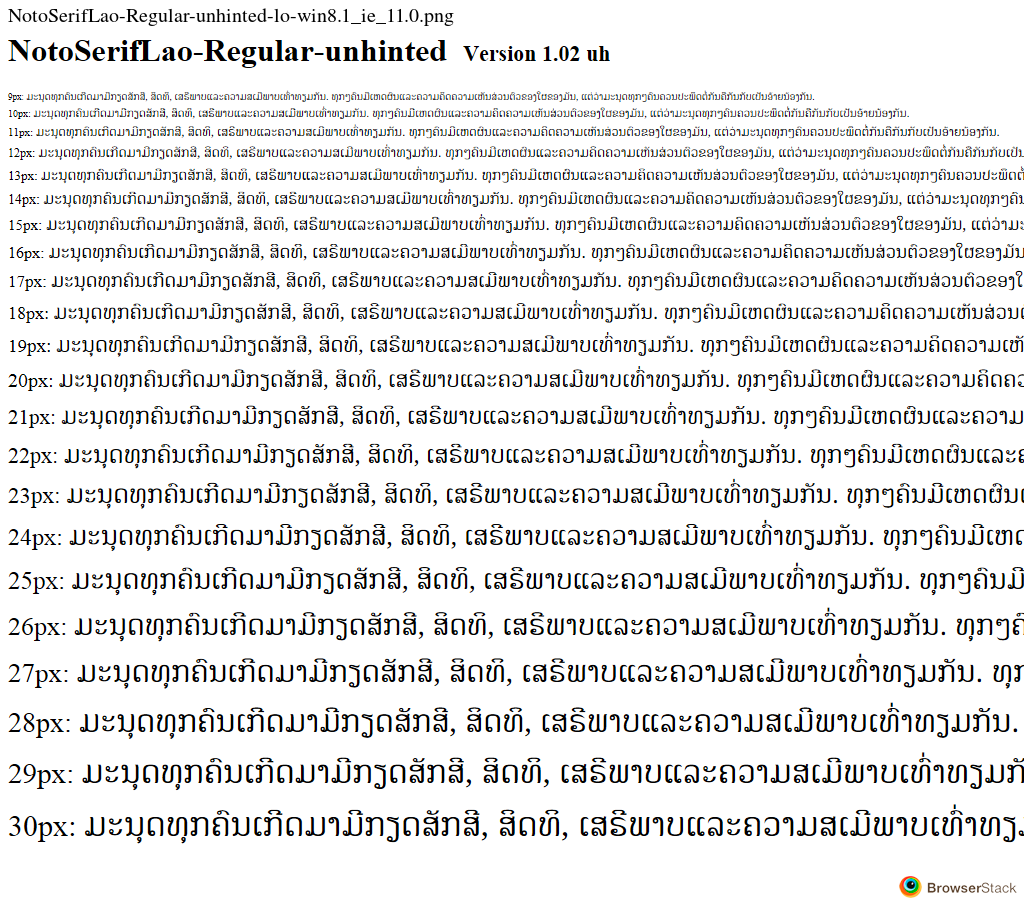 NotoSerifLao-Regular-unhinted-lo-win8.1_ie_11.0.png
NotoSerifLao-Regular-unhinted Version 1.02 uh
9px: ມະນຸດທຸກຄົນເກີດມາມີກຽດສັກສີ, ສິດທິ, ເສຣີພາບແລະຄວາມສເມີພາບເທົ່າທຽມກັນ. ທຸກໆຄົນມີເຫດຜົນແລະຄວາມຄິດຄວາມເຫັນສ່ວນຕົວຂອງໃຜຂອງມັນ, ແຕ່ວ່າມະນຸດທຸກໆຄົນຄວນປະພຶດຕໍ່ກັນຄືກັນກັບເປັນອ້າຍນ້ອງກັນ.
10px: ມະນຸດທຸກຄົນເກີດມາມີກຽດສັກສີ, ສິດທິ, ເສຣີພາບແລະຄວາມສເມີພາບເທົ່າທຽມກັນ. ທຸກໆຄົນມີເຫດຜົນແລະຄວາມຄິດຄວາມເຫັນສ່ວນຕົວຂອງໃຜຂອງມັນ, ແຕ່ວ່າມະນຸດທຸກໆຄົນຄວນປະພຶດຕໍ່ກັນຄືກັນກັບເປັນອ້າຍນ້ອງກັນ.
11px: ມະນຸດທຸກຄົນເກີດມາມີກຽດສັກສີ, ສິດທິ, ເສຣີພາບແລະຄວາມສເມີພາບເທົ່າທຽມກັນ. ທຸກໆຄົນມີເຫດຜົນແລະຄວາມຄິດຄວາມເຫັນສ່ວນຕົວຂອງໃຜຂອງມັນ, ແຕ່ວ່າມະນຸດທຸກໆຄົນຄວນປະພຶດຕໍ່ກັນຄືກັນກັບເປັນອ້າຍນ້ອງກັນ.
12px: ມະນຸດທຸກຄົນເກີດມາມີກຽດສັກສີ, ສິດທິ, ເສຣີພາບແລະຄວາມສເມີພາບເທົ່າທຽມກັນ. ທຸກໆຄົນມີເຫດຜົນແລະຄວາມຄິດຄວາມເຫັນສ່ວນຕົວຂອງໃຜຂອງມັນ, ແຕ່ວ່າມະນຸດທຸກໆຄົນຄວນປະພຶດຕໍ່ກັນຄືກັນກັບເປັນ
13px: ມະນຸດທຸກຄົນເກີດມາມີກຽດສັກສີ, ສິດທິ, ເສຣີພາບແລະຄວາມສເມີພາບເທົ່າທຽມກັນ. ທຸກໆຄົນມີເຫດຜົນແລະຄວາມຄິດຄວາມເຫັນສ່ວນຕົວຂອງໃຜຂອງມັນ, ແຕ່ວ່າມະນຸດທຸກໆຄົນຄວນປະພຶດຕໍ່
14px: ມະນຸດທຸກຄົນເກີດມາມີກຽດສັກສີ, ສິດທິ, ເສຣີພາບແລະຄວາມສເມີພາບເທົ່າທຽມກັນ. ທຸກໆຄົນມີເຫດຜົນແລະຄວາມຄິດຄວາມເຫັນສ່ວນຕົວຂອງໃຜຂອງມັນ, ແຕ່ວ່າມະນຸດທຸກໆຄົນ
15px: ມະນຸດທຸກຄົນເກີດມາມີກຽດສັກສີ, ສິດທິ, ເສຣີພາບແລະຄວາມສເມີພາບເທົ່າທຽມກັນ. ທຸກໆຄົນມີເຫດຜົນແລະຄວາມຄິດຄວາມເຫັນສ່ວນຕົວຂອງໃຜຂອງມັນ, ແຕ່ວ່າມະ
16px: ມະນຸດທຸກຄົນເກີດມາມີກຽດສັກສີ, ສິດທິ, ເສຣີພາບແລະຄວາມສເມີພາບເທົ່າທຽມກັນ. ທຸກໆຄົນມີເຫດຜົນແລະຄວາມຄິດຄວາມເຫັນສ່ວນຕົວຂອງໃຜຂອງມັນ
17px: ມະນຸດທຸກຄົນເກີດມາມີກຽດສັກສີ, ສິດທິ, ເສຣີພາບແລະຄວາມສເມີພາບເທົ່າທຽມກັນ. ທຸກໆຄົນມີເຫດຜົນແລະຄວາມຄິດຄວາມເຫັນສ່ວນຕົວຂອງໃ
18px: ມະນຸດທຸກຄົນເກີດມາມີກຽດສັກສີ, ສິດທິ, ເສຣີພາບແລະຄວາມສເມີພາບເທົ່າທຽມກັນ. ທຸກໆຄົນມີເຫດຜົນແລະຄວາມຄິດຄວາມເຫັນສ່ວນ
19px: ມະນຸດທຸກຄົນເກີດມາມີກຽດສັກສີ, ສິດທິ, ເສຣີພາບແລະຄວາມສເມີພາບເທົ່າທຽມກັນ. ທຸກໆຄົນມີເຫດຜົນແລະຄວາມຄິດຄວາມເຫັ
20px: ມະນຸດທຸກຄົນເກີດມາມີກຽດສັກສີ, ສິດທິ, ເສຣີພາບແລະຄວາມສເມີພາບເທົ່າທຽມກັນ. ທຸກໆຄົນມີເຫດຜົນແລະຄວາມຄິດຄວ
21px: ມະນຸດທຸກຄົນເກີດມາມີກຽດສັກສີ, ສິດທິ, ເສຣີພາບແລະຄວາມສເມີພາບເທົ່າທຽມກັນ. ທຸກໆຄົນມີເຫດຜົນແລະຄວາມ
22px: ມະນຸດທຸກຄົນເກີດມາມີກຽດສັກສີ, ສິດທິ, ເສຣີພາບແລະຄວາມສເມີພາບເທົ່າທຽມກັນ. ທຸກໆຄົນມີເຫດຜົນແລະຄ
23px: ມະນຸດທຸກຄົນເກີດມາມີກຽດສັກສີ, ສິດທິ, ເສຣີພາບແລະຄວາມສເມີພາບເທົ່າທຽມກັນ. ທຸກໆຄົນມີເຫດຜົນ
24px: ມະນຸດທຸກຄົນເກີດມາມີກຽດສັກສີ, ສິດທິ, ເສຣີພາບແລະຄວາມສເມີພາບເທົ່າທຽມກັນ. ທຸກໆຄົນມີເຫດ
25px: ມະນຸດທຸກຄົນເກີດມາມີກຽດສັກສີ, ສິດທິ, ເສຣີພາບແລະຄວາມສເມີພາບເທົ່າທຽມກັນ. ທຸກໆຄົນມີ
26px: ມະນຸດທຸກຄົນເກີດມາມີກຽດສັກສີ, ສິດທິ, ເສຣີພາບແລະຄວາມສເມີພາບເທົ່າທຽມກັນ. ທຸກໆຄົ
27px: ມະນຸດທຸກຄົນເກີດມາມີກຽດສັກສີ, ສິດທິ, ເສຣີພາບແລະຄວາມສເມີພາບເທົ່າທຽມກັນ. ທຸກ
28px: ມະນຸດທຸກຄົນເກີດມາມີກຽດສັກສີ, ສິດທິ, ເສຣີພາບແລະຄວາມສເມີພາບເທົ່າທຽມກັນ.
29px: ມະນຸດທຸກຄົນເກີດມາມີກຽດສັກສີ, ສິດທິ, ເສຣີພາບແລະຄວາມສເມີພາບເທົ່າທຽມກັ
30px: ມະນຸດທຸກຄົນເກີດມາມີກຽດສັກສີ, ສິດທິ, ເສຣີພາບແລະຄວາມສເມີພາບເທົ່າທຽ
BrowserStack